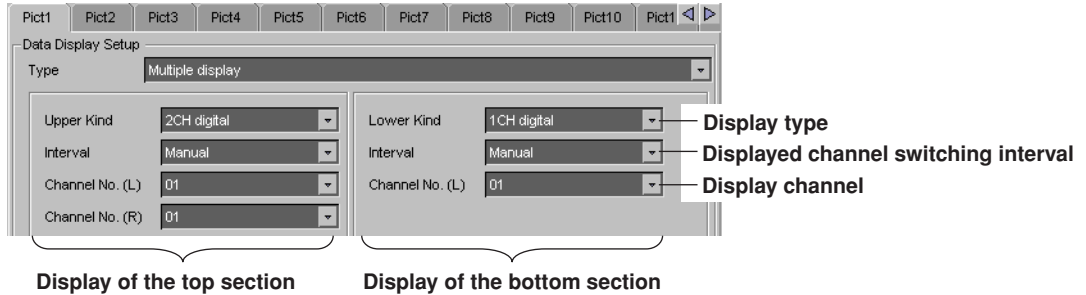 Pict1 Pict2 Pict3 Pict4 Pict5 Pict6 Pict7 Pict8 Pict9 Pict10 Pict1
Data Display Setup
Type Multiple display
Upper Kind 2CH digital Lower Kind 1CH digital Display type
Interval Manual Interval Manual Displayed channel switching interval
Channel No. (L) 01 Channel No. (L) 01 Display channel
Channel No. (R) 01
Display of the top section Display of the bottom section